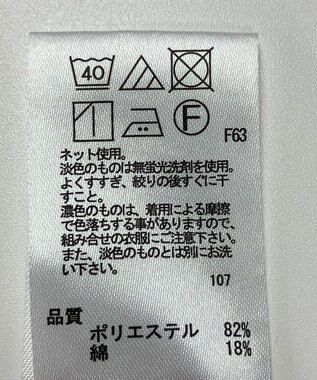 40
F
F63
ネット使用。
淡色のものは無蛍光洗剤を使用。
よくすすぎ、絞りの後すぐに干
すこと。
濃色のものは、着用による摩擦
で色落ちする事がありますので、
組み合せの衣服にご注意下さい。
また、淡色のものとは別にお洗
い下さい。
107
品質
ポリエステル 82%
綿 18%